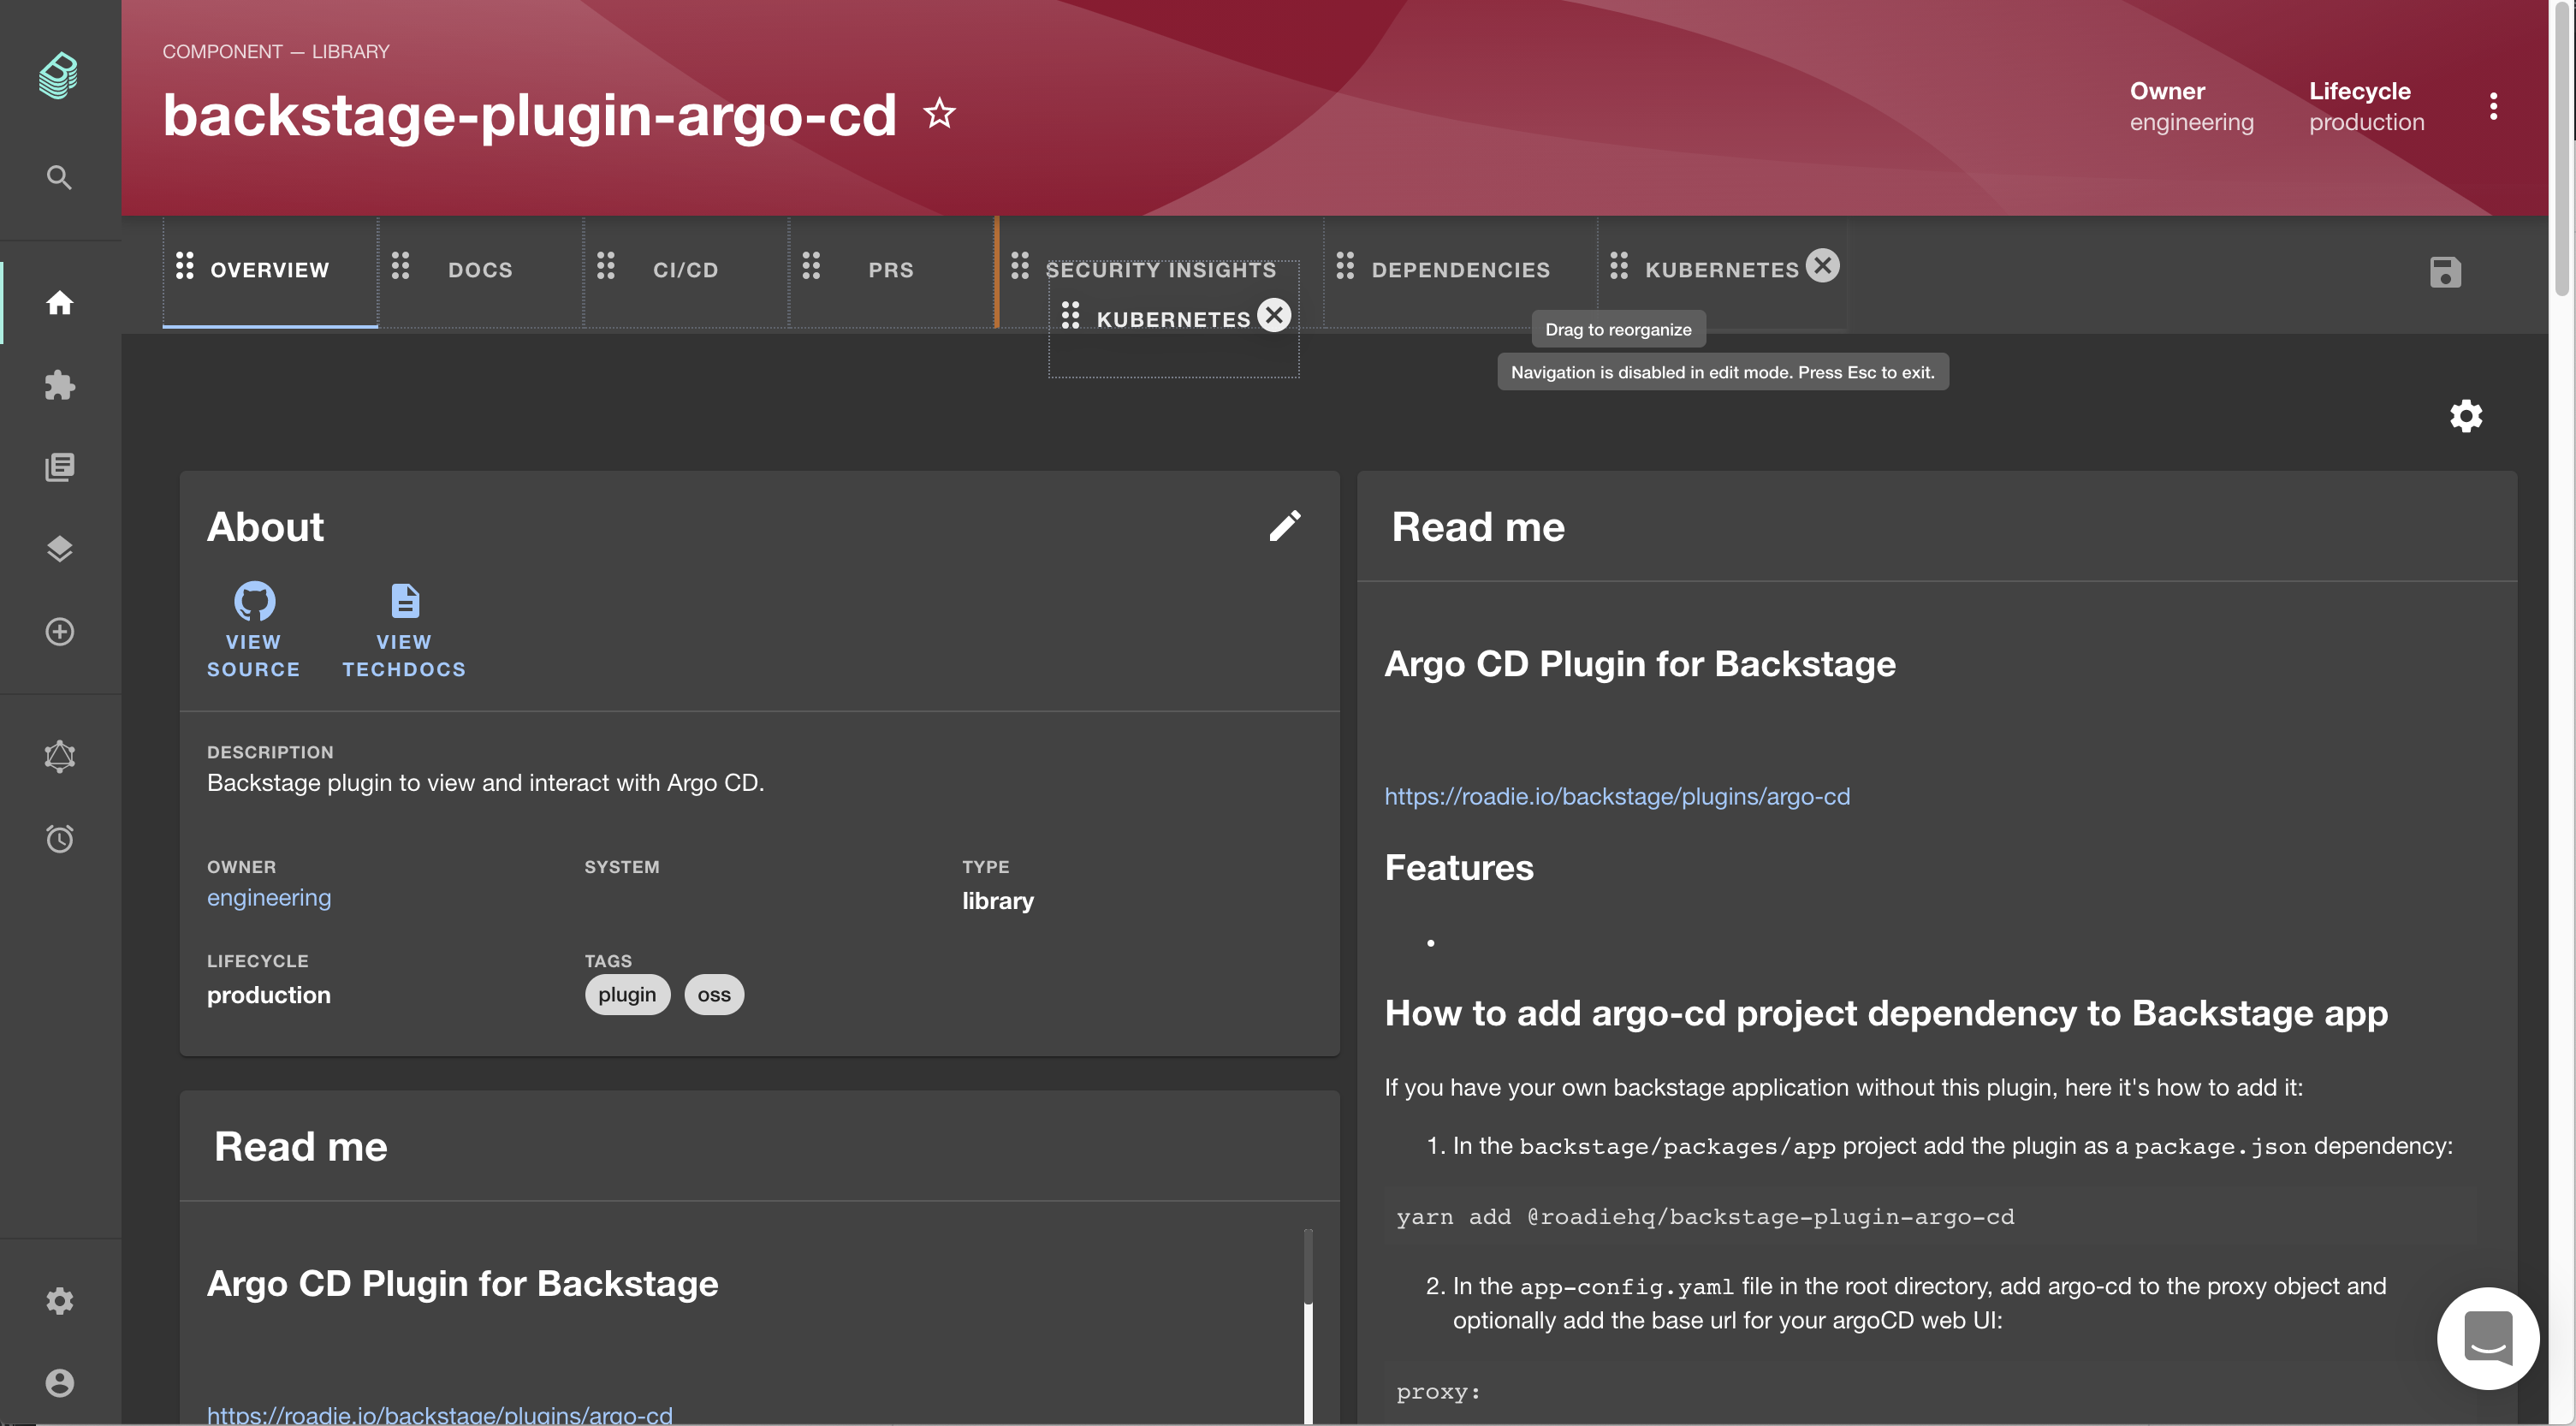 COMPONENT — LIBRARY
backstage-plugin-argo-cd
Owner
engineering
Lifecycle
production
OVERVIEW
DOCS
CI/CD
PRS
SECURITY INSIGHTS
DEPENDENCIES
KUBERNETES
KUBERNETES
Drag to reorganize
Navigation is disabled in edit mode. Press Esc to exit.
About
VIEW
SOURCE
VIEW
TECHDOCS
DESCRIPTION
Backstage plugin to view and interact with Argo CD.
OWNER
engineering
SYSTEM
TYPE
library
LIFECYCLE
production
TAGS
plugin
oss
Read me
Argo CD Plugin for Backstage
https://roadie.io/backstage/plugins/argo-cd
Read me
Argo CD Plugin for Backstage
https://roadie.io/backstage/plugins/argo-cd
Features
•
How to add argo-cd project dependency to Backstage app
If you have your own backstage application without this plugin, here it's how to add it:
1. In the backstage/packages/app project add the plugin as a package.json dependency:
yarn add @roadiehq/backstage-plugin-argo-cd
2. In the app-config.yaml file in the root directory, add argo-cd to the proxy object and
optionally add the base url for your argoCD web UI:
proxy: